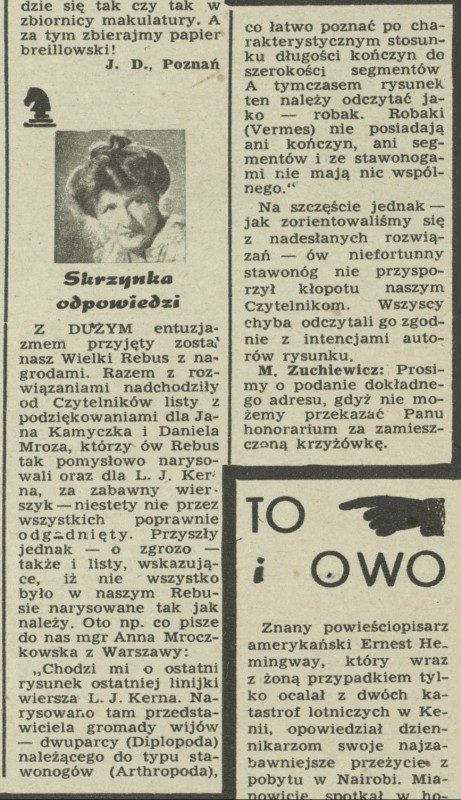 dzie się tak czy tak w
zbiornicy makulatury. A
za tym zbierajmy papier
breillowski!
J. D., Poznań
Skrzynka
odpowiedzi
Z DUŻYM entuzja-
zmem przyjęty został
nasz Wielki Rebus z na-
grodami. Razem z roz-
wiązaniami nadchodziły
od Czytelników listy z
podziękowaniami dla Ja-
na Kamyczka i Daniela
Mroza, którzy ów Rebus
tak pomysłowo naryso-
wali oraz dla L. J. Ker-
na, za zabawny wier-
szyk — niestety nie przez
wszystkich poprawnie
odgadnięty. Przyszły
jednak — o zgrozo —
także i listy, wskazują-
ce, iż nie wszystko
było w naszym Rebu-
sie narysowane tak jak
należy. Oto np. co pisze
do nas mgr Anna Mrocz-
kowska z Warszawy:
„Chodzi mi o ostatni
rysunek ostatniej linijki
wiersza L. J. Kerna. Na-
rysowano tam przedsta-
wiciela gromady wijów
— dwuparcy (Diplopoda)
należącego do typu sta-
wonogów (Arthropoda),
co łatwo poznać po cha-
rakterystycznym stosun-
ku długości kończyn do
szerokości segmentów
A tymczasem rysunek
ten należy odczytać ja-
ko — robak. Robaki
(Vermes) nie posiadają
ani kończyn, ani seg-
mentów i ze stawonoga-
mi nie mają nic wspól-
nego."
Na szczęście jednak —
jak zorientowaliśmy się
z nadesłanych rozwią-
zań — ów niefortunny
stawonóg nie przyspo-
rzył kłopotu naszym
Czytelnikom. Wszyscy
chyba odczytali go zgod-
nie z intencjami auto-
rów rysunku.
M. Zuchiewicz: Prosi-
my o podanie dokładne-
go adresu, gdyż nie mo-
żemy przekazać Panu
honorarium za zamiesz-
czoną krzyżówkę.
TO
i OWO
Znany powieściopisarz
amerykański Ernest He-
mingway, który wraz
z żoną przypadkiem tyl-
ko ocalał z dwóch ka-
tastrof lotniczych w Ke-
nii, opowiedział dzien-
nikarzom swoje najza-
bawniejsze przeżycie z
pobytu w Nairobi. Mia-
nowicie spotkał w ho-